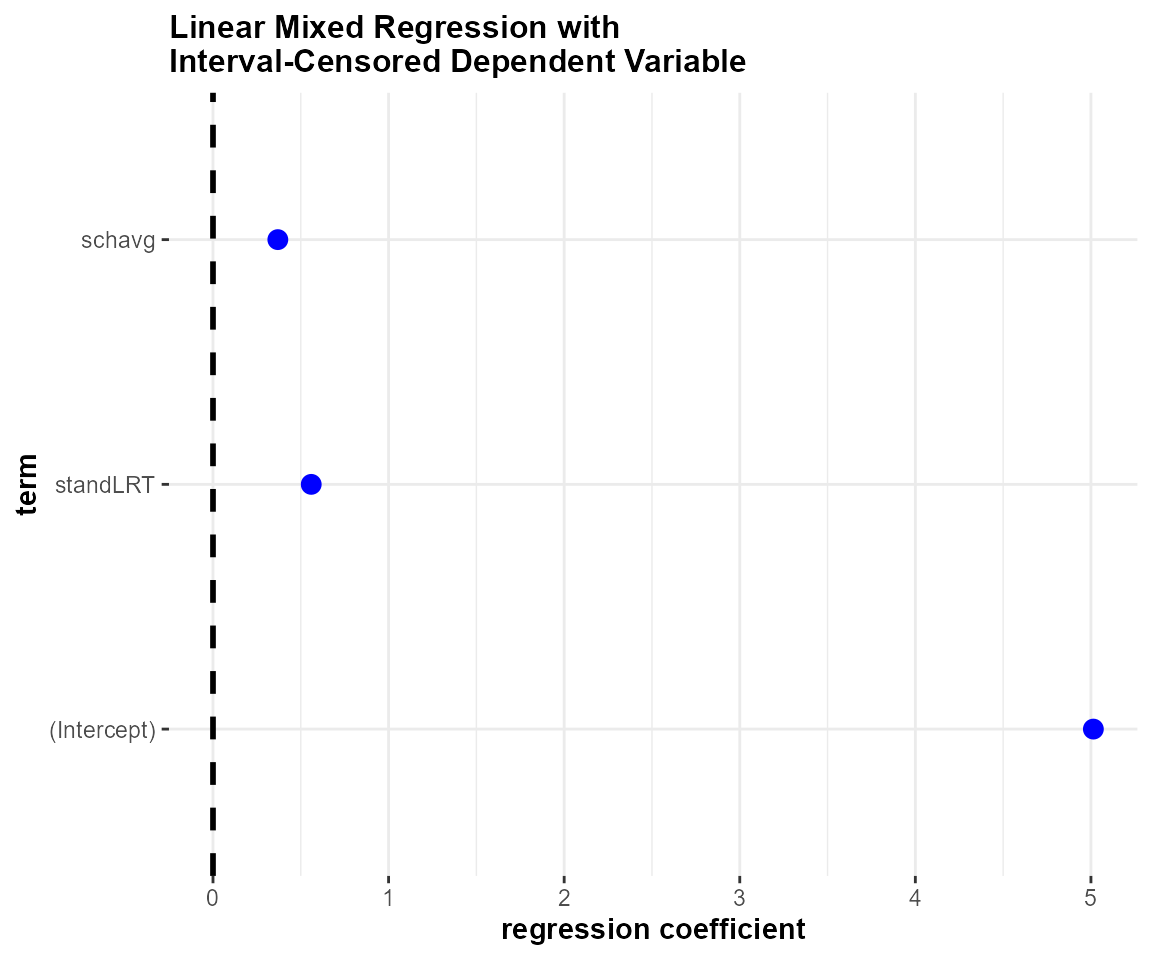 Linear Mixed Regression with
Interval-Censored Dependent Variable
term
schavg
standLRT
(Intercept)
0 1 2 3 4 5
regression coefficient